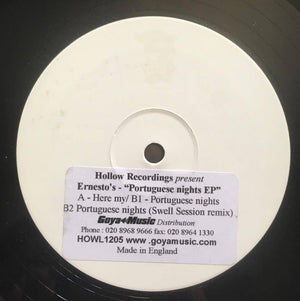 Hollow Recordings present
Ernesto's - "Portuguese nights EP"
A - Here my/ B1 - Portuguese nights
B2 Portuguese nights (Swell Session remix)
Goya Music Distribution
Phone : 020 8968 9666 fax: 020 8964 1330
HOWL1205 www .goyamusic.com
Made in England